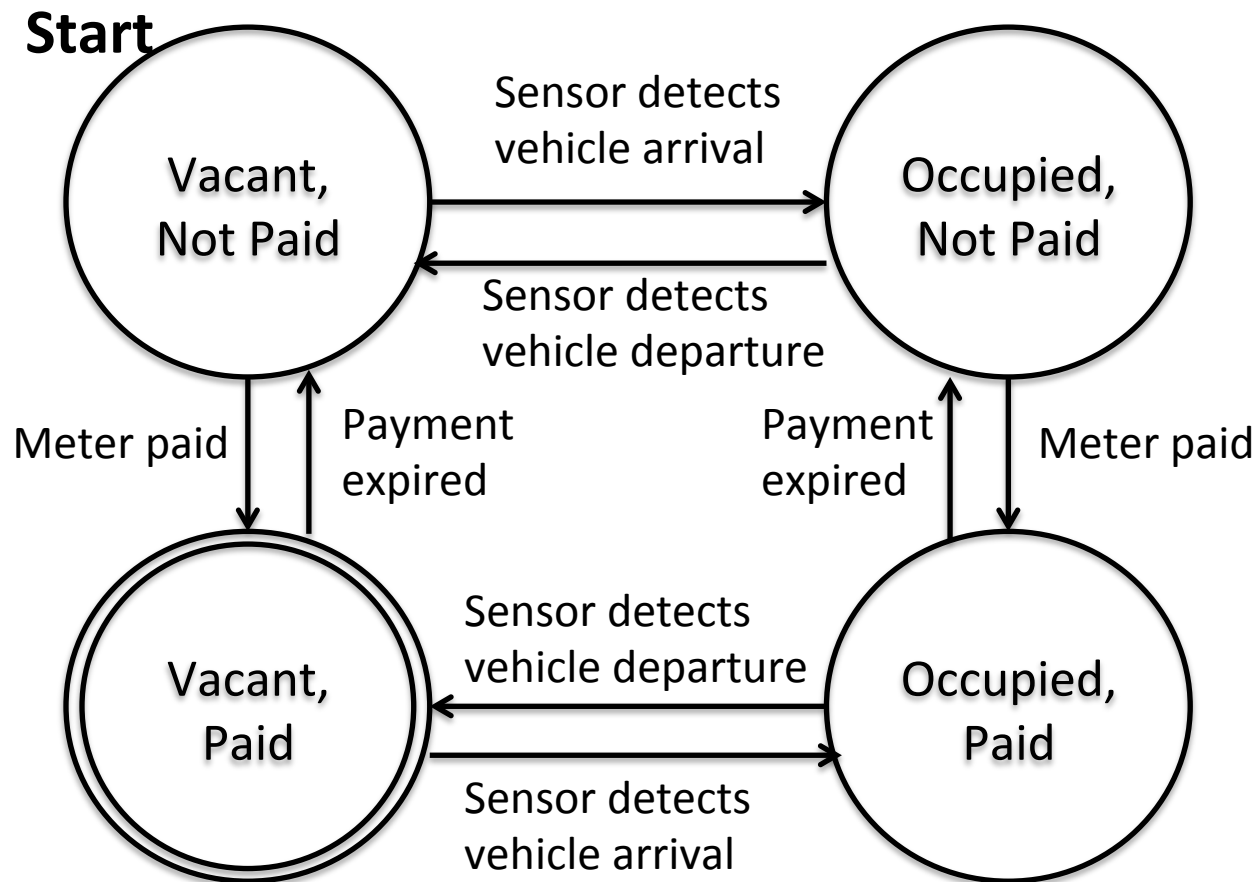 Start
Vacant,
Not Paid
Sensor detects
vehicle arrival
Occupied,
Not Paid
Sensor detects
vehicle departure
Meter paid
Payment
expired
Payment
expired
Meter paid
Vacant,
Paid
Sensor detects
vehicle departure
Occupied,
Paid
Sensor detects
vehicle arrival